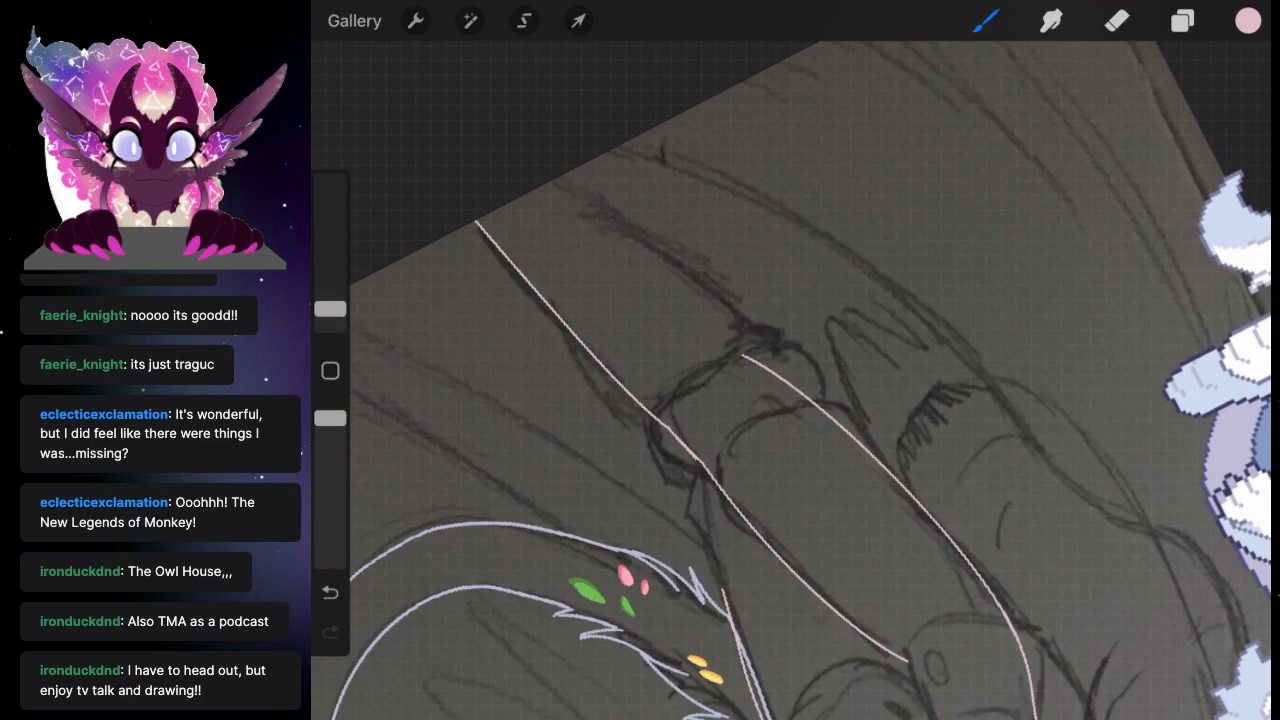 Gallery
faerie_knight: noooo its goodd!!
faerie_knight: its just traguc
eclecticexclamation: It's wonderful,
but I did feel like there were things I
was...missing?
eclecticexclamation: Ooohhh! The
New Legends of Monkey!
ironduckdnd: The Owl House,,,
ironduckdnd: Also TMA as a podcast
ironduckdnd: I have to head out, but
enjoy tv talk and drawing!!